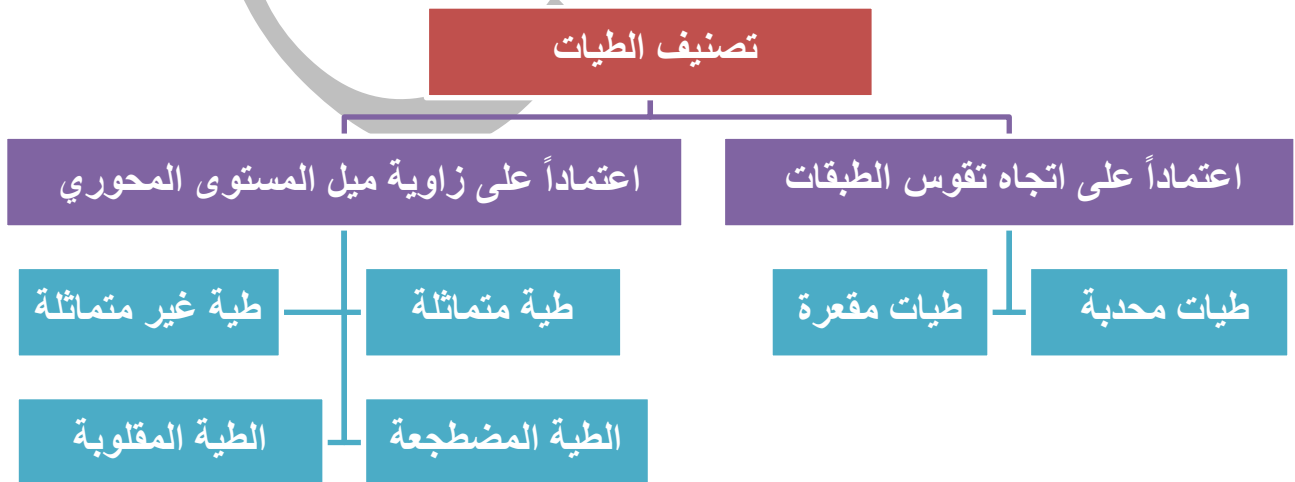 تصنيف الطيات
اعتماداً على اتجاه تقوس الطبقات
اعتماداً على زاوية ميل المستوى المحوري
طيات محدبة
طيات مقعرة
طية متماثلة
طية غير متماثلة
الطية المضطجعة
الطية المقلوبة